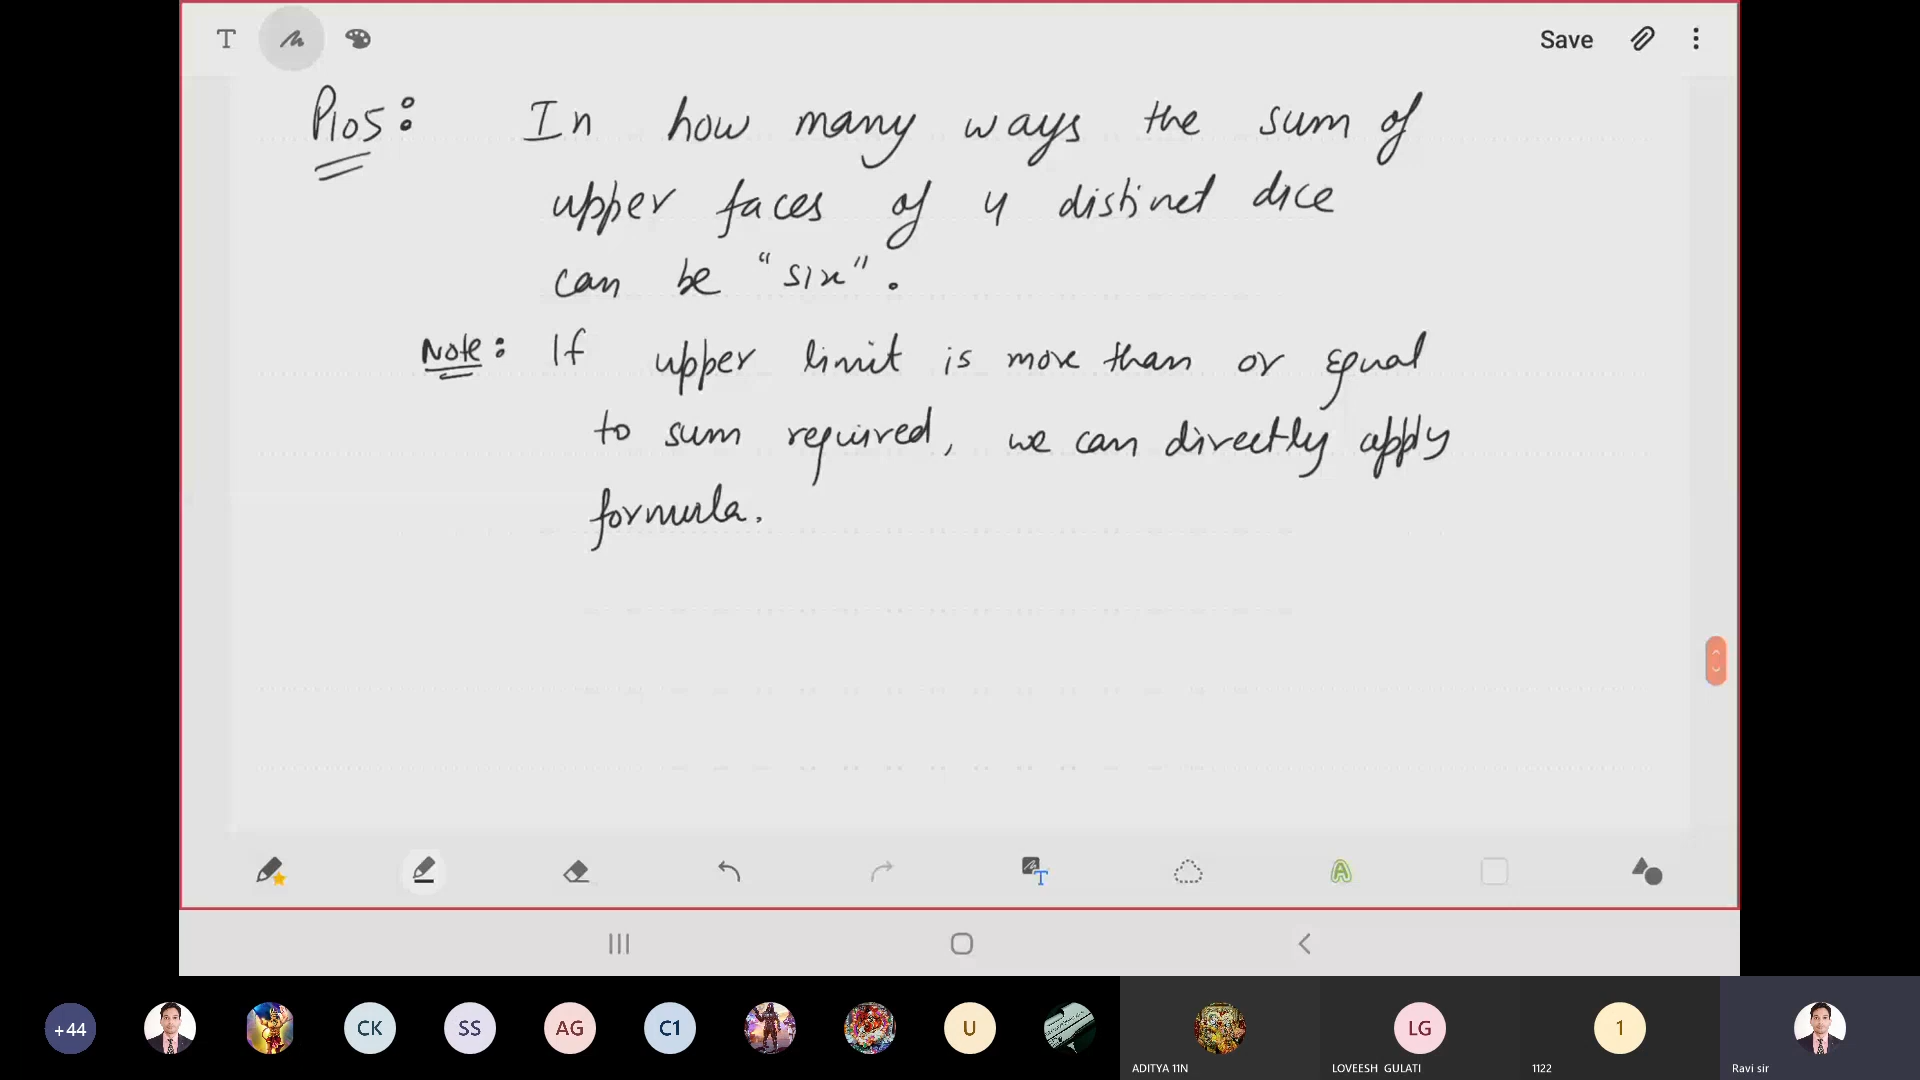 T
Save
P105:
In how many ways the sum of
upper faces of 4 distinct dice
can be "six".
Note: If upper limit is more than or equal
to sum required, we can directly apply
formula.
T
A
+44
CK
SS
AG
C1
U
LG
1
ADITYA 11N
LOVEESH GULATI
1122
Ravi sir